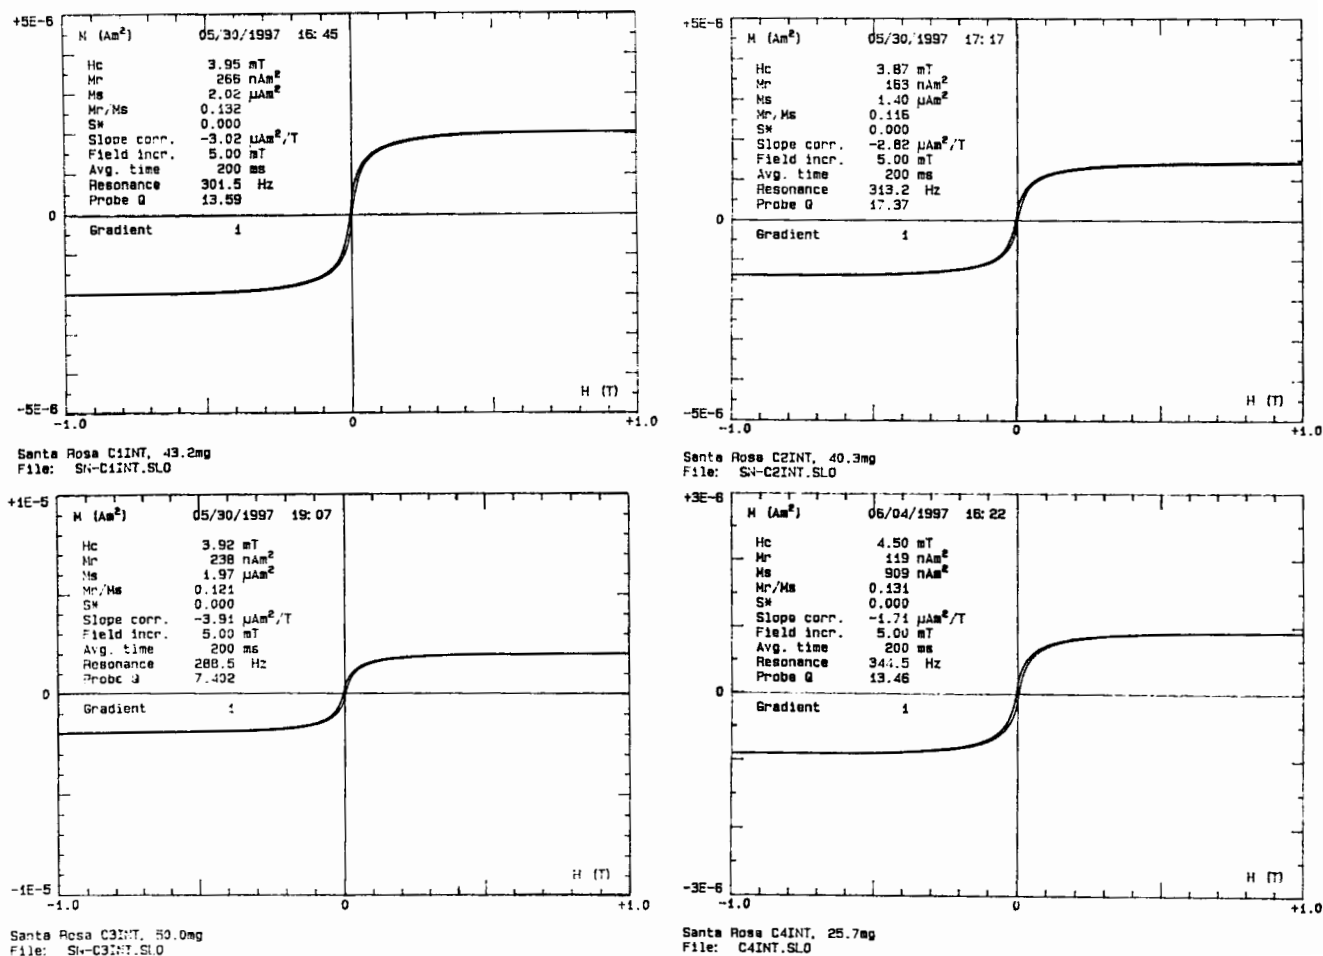 +5E-6
M (Am²) 05/30/1997 16:45
Hc 3.95 mT
Mr 266 nAm²
Ms 2.02 µAm²
Mr/Ms 0.132
S* 0.000
Slope corr. -3.02 µAm²/T
Field incr. 5.00 mT
Avg. time 200 ms
Resonance 301.5 Hz
Probe Q 13.59
0
Gradient 1
H (T)
-5E-6
-1.0 0 +1.0
Santa Rosa C1INT, 43.2mg
File: SN-C1INT.SLO
+5E-6
M (Am²) 05/30/1997 17:17
Hc 3.87 mT
Mr 163 nAm²
Ms 1.40 µAm²
Mr/Ms 0.116
S* 0.000
Slope corr. -2.82 µAm²/T
Field incr. 5.00 mT
Avg. time 200 ms
Resonance 313.2 Hz
Probe Q 17.37
0
Gradient 1
H (T)
-5E-6
-1.0 0 +1.0
Santa Rosa C2INT, 40.3mg
File: SN-C2INT.SLO
+1E-5
M (Am²) 05/30/1997 19:07
Hc 3.92 mT
Mr 238 nAm²
Ms 1.97 µAm²
Mr/Ms 0.121
S* 0.000
Slope corr. -3.91 µAm²/T
Field incr. 5.00 mT
Avg. time 200 ms
Resonance 288.5 Hz
Probe Q 7.402
0
Gradient 1
H (T)
-1E-5
-1.0 0 +1.0
Santa Rosa C3INT, 50.0mg
File: SN-C3INT.SLO
+3E-6
M (Am²) 06/04/1997 16:22
Hc 4.50 mT
Mr 119 nAm²
Ms 909 nAm²
Mr/Ms 0.131
S* 0.000
Slope corr. -1.71 µAm²/T
Field incr. 5.00 mT
Avg. time 200 ms
Resonance Hz
Probe Q 13.46
0
Gradient 1
H (T)
-3E-6
-1.0 0 +1.0
Santa Rosa C4INT, 25.7mg
File: C4INT.SLO